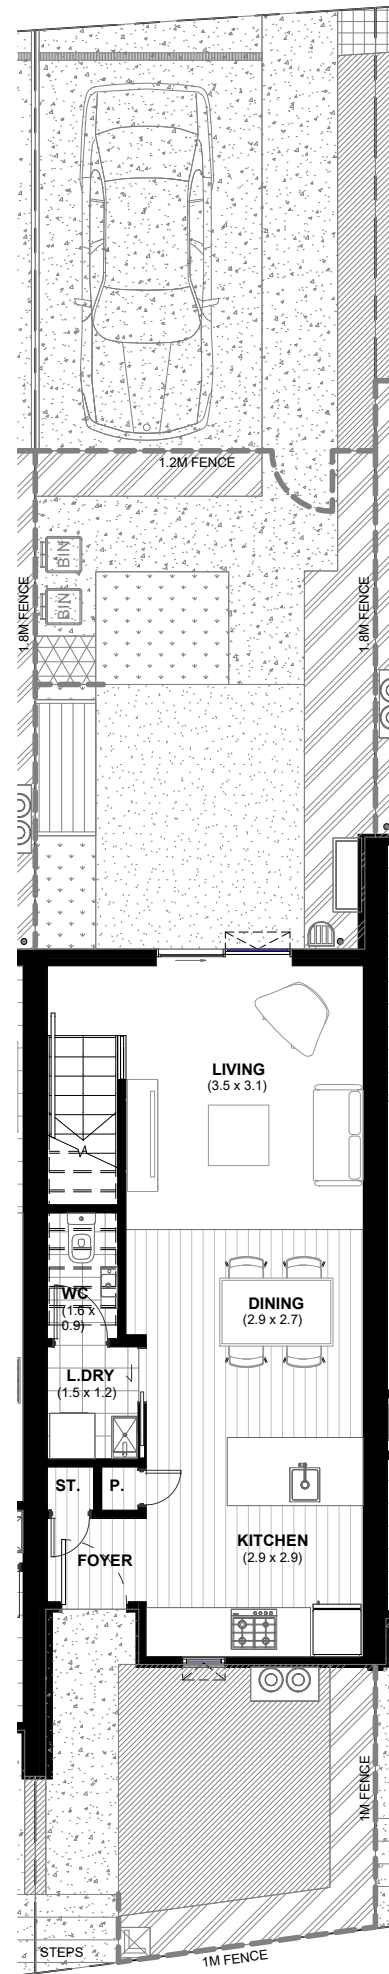 1.2M FENCE
BIN
BIN
1.8M FENCE
1.8M FENCE
LIVING
(3.5 x 3.1)
WC
(1.6 x
0.9)
DINING
(2.9 x 2.7)
L.DRY
(1.5 x 1.2)
ST.
P.
FOYER
KITCHEN
(2.9 x 2.9)
1M FENCE
STEPS
1M FENCE